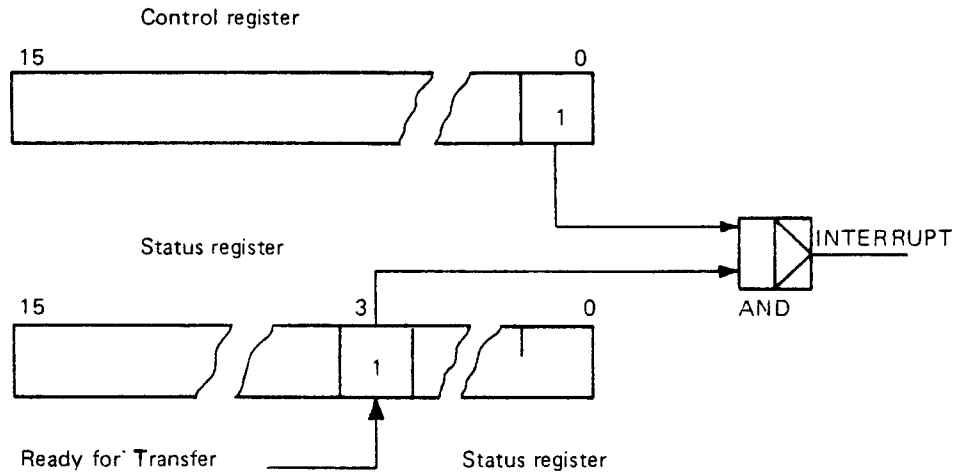 Control register
15 0
1
Status register
INTERRUPT
AND
15 3 0
1
Ready for Transfer
Status register